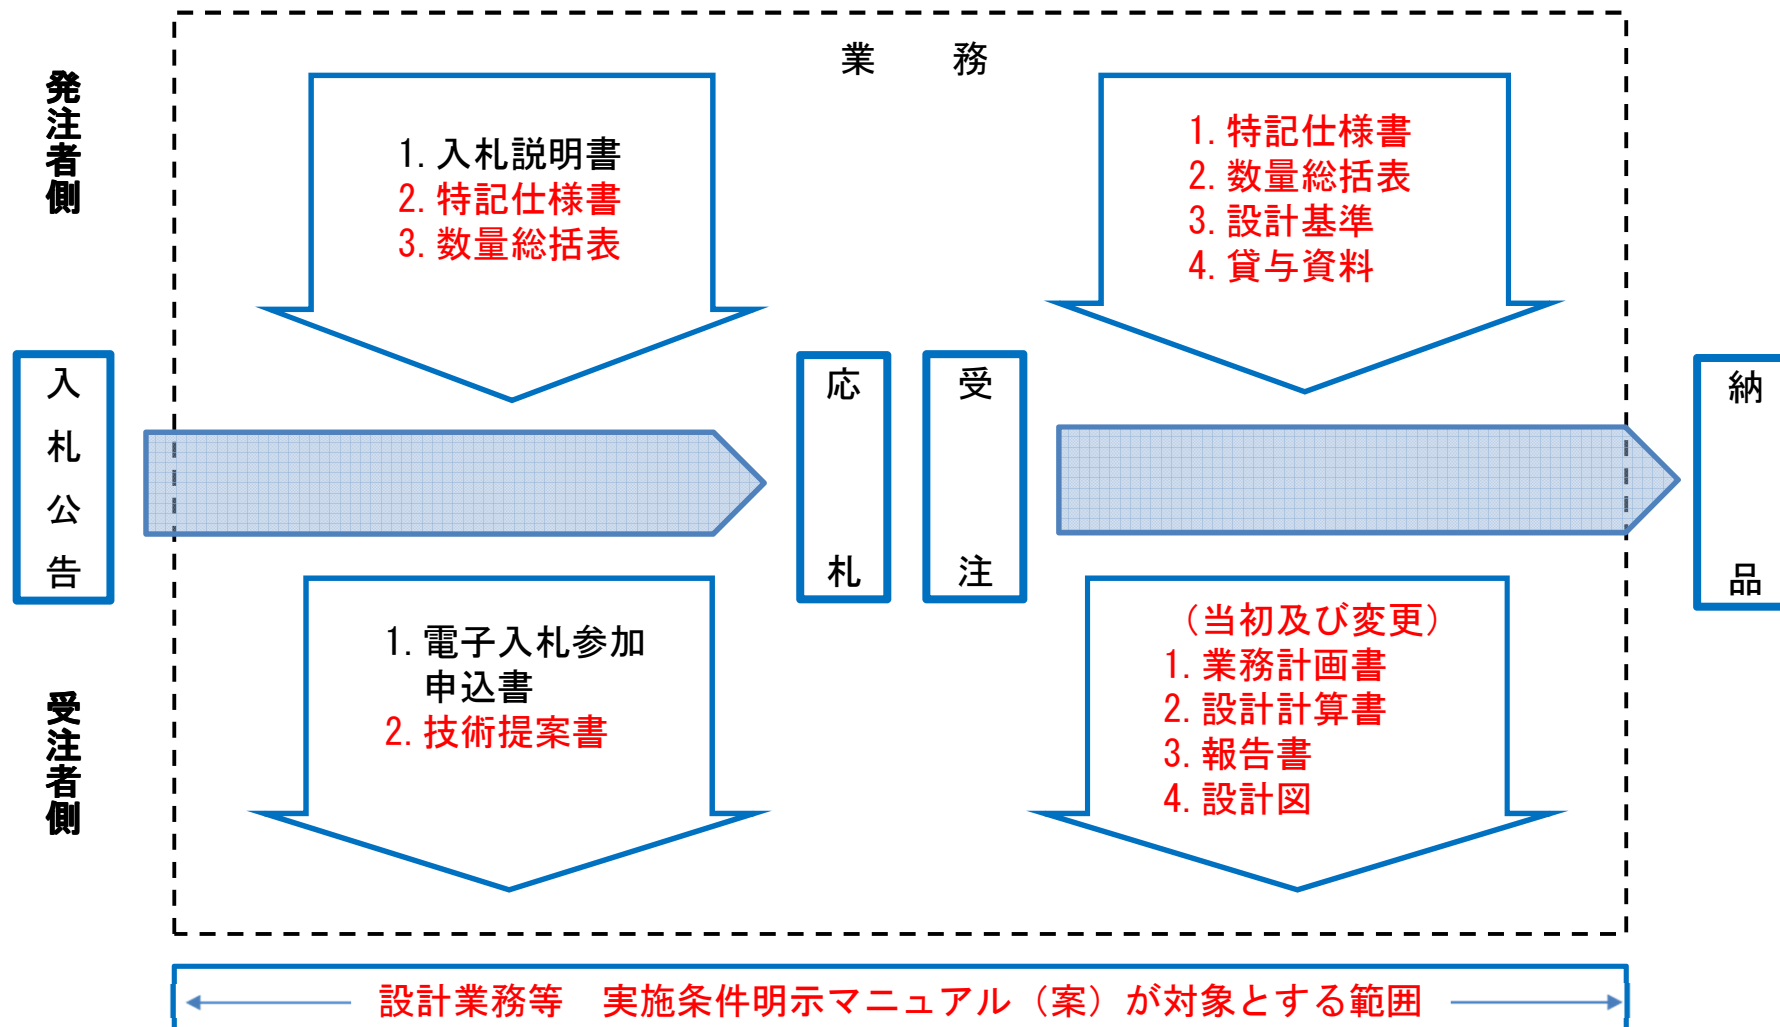 業　務
発注者側
1. 入札説明書
2. 特記仕様書
3. 数量総括表
1. 特記仕様書
2. 数量総括表
3. 設計基準
4. 貸与資料
入札公告
応札
受注
納品
受注者側
1. 電子入札参加
申込書
2. 技術提案書
（当初及び変更）
1. 業務計画書
2. 設計計算書
3. 報告書
4. 設計図
設計業務等　実施条件明示マニュアル（案）が対象とする範囲